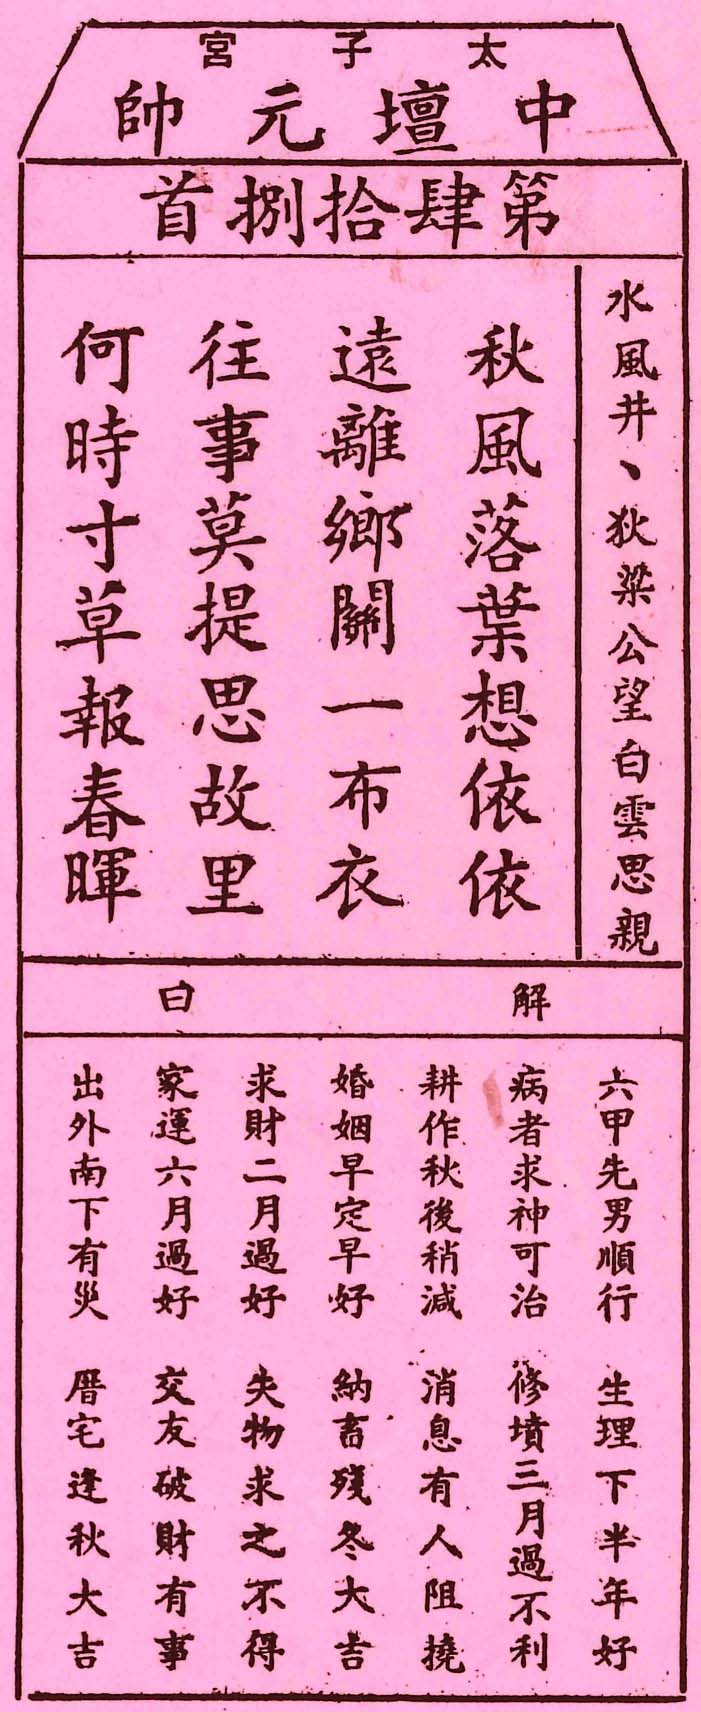 太子宮
中壇元帥
第肆拾捌首
水風井、狄梁公望白雲思親
秋風落葉想依依
遠離鄉關一布衣
往事莫提思故里
何時寸草報春暉
解曰
六甲先男順行 生理下半年好
病者求神可治 修墳三月過不利
耕作秋後稍減 消息有人阻撓
婚姻早定早好 納畜殘冬大吉
求財二月過好 失物求之不得
家運六月過好 交友破財有事
出外南下有災 厝宅逢秋大吉